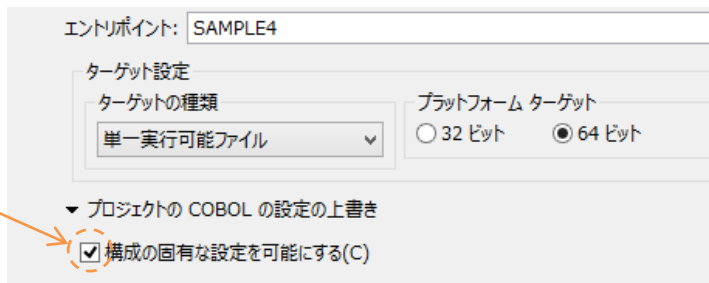 エントリポイント: SAMPLE4
ターゲット設定
ターゲットの種類
プラットフォーム ターゲット
単一実行可能ファイル
32 ビット
64 ビット
プロジェクトの COBOL の設定の上書き
構成の固有な設定を可能にする(C)